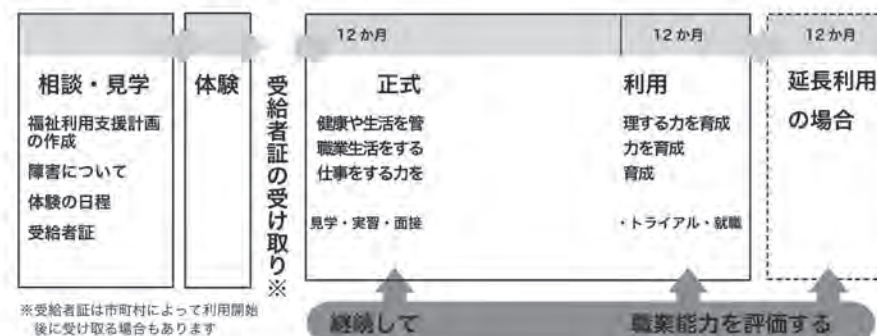 相談・見学
福祉利用支援計画
の作成
障害について
体験の日程
受給者証
体験
受給者証の受け取り※
12か月
12か月
正式
利用
健康や生活を管
理する力を育成
職業生活をする
力を育成
仕事をする力を
育成
見学・実習・面接
・トライアル・就職
12か月
延長利用
の場合
継続して
職業能力を評価する
※受給者証は市町村によって利用開始
後に受け取る場合もあります